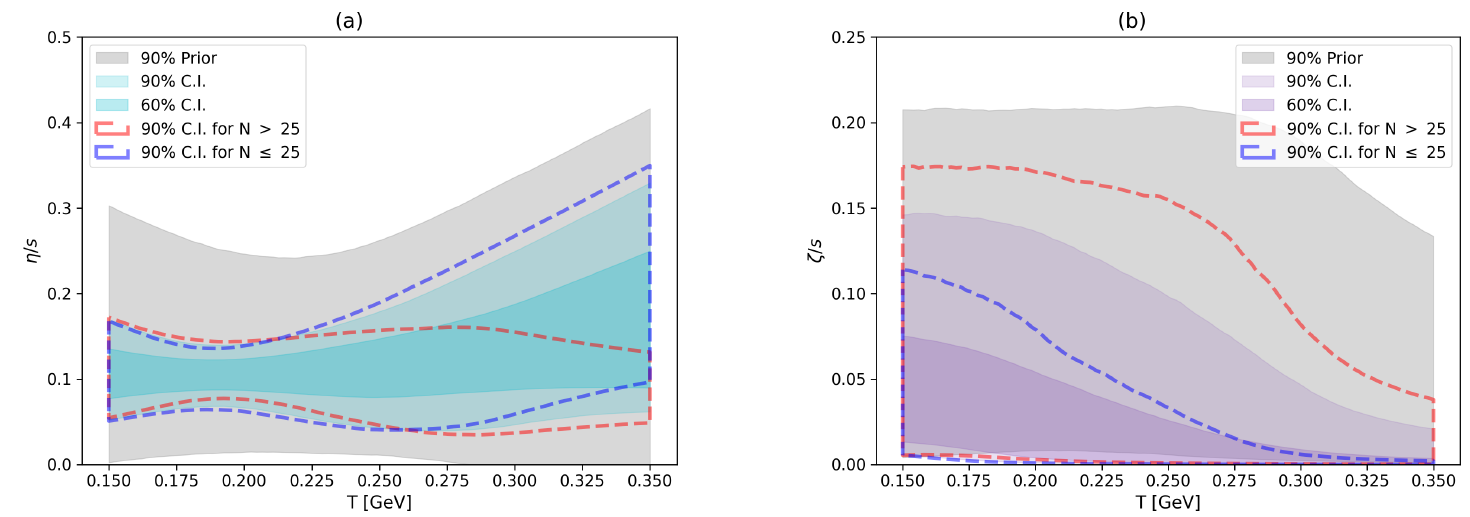 (a)
0.5
0.4
0.3
0.2
0.1
0.0
η/s
90% Prior
90% C.I.
60% C.I.
90% C.I. for N > 25
90% C.I. for N ≤ 25
0.150 0.175 0.200 0.225 0.250 0.275 0.300 0.325 0.350
T [GeV]
(b)
0.25
0.20
0.15
0.10
0.05
0.00
ζ/s
90% Prior
90% C.I.
60% C.I.
90% C.I. for N > 25
90% C.I. for N ≤ 25
0.150 0.175 0.200 0.225 0.250 0.275 0.300 0.325 0.350
T [GeV]